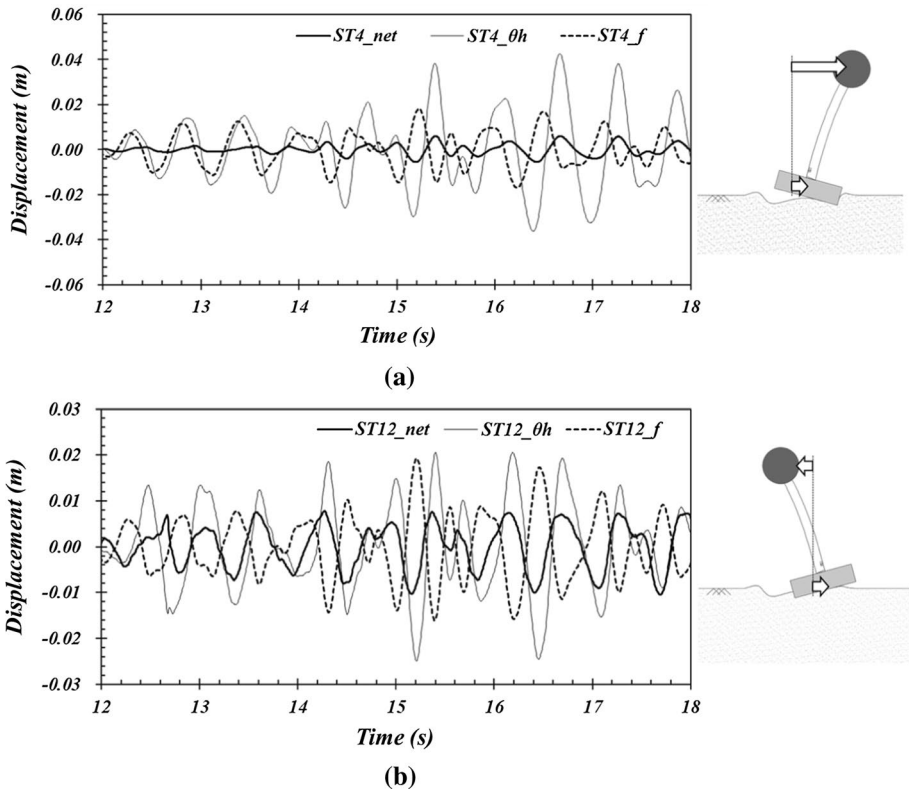 0.06
0.04
0.02
0.00
-0.02
-0.04
-0.06
Displacement (m)
ST4_net ST4_θh ST4_f
12 13 14 15 16 17 18
Time (s)
(a)
0.03
0.02
0.01
0.00
-0.01
-0.02
-0.03
Displacement (m)
ST12_net ST12_θh ST12_f
12 13 14 15 16 17 18
Time (s)
(b)